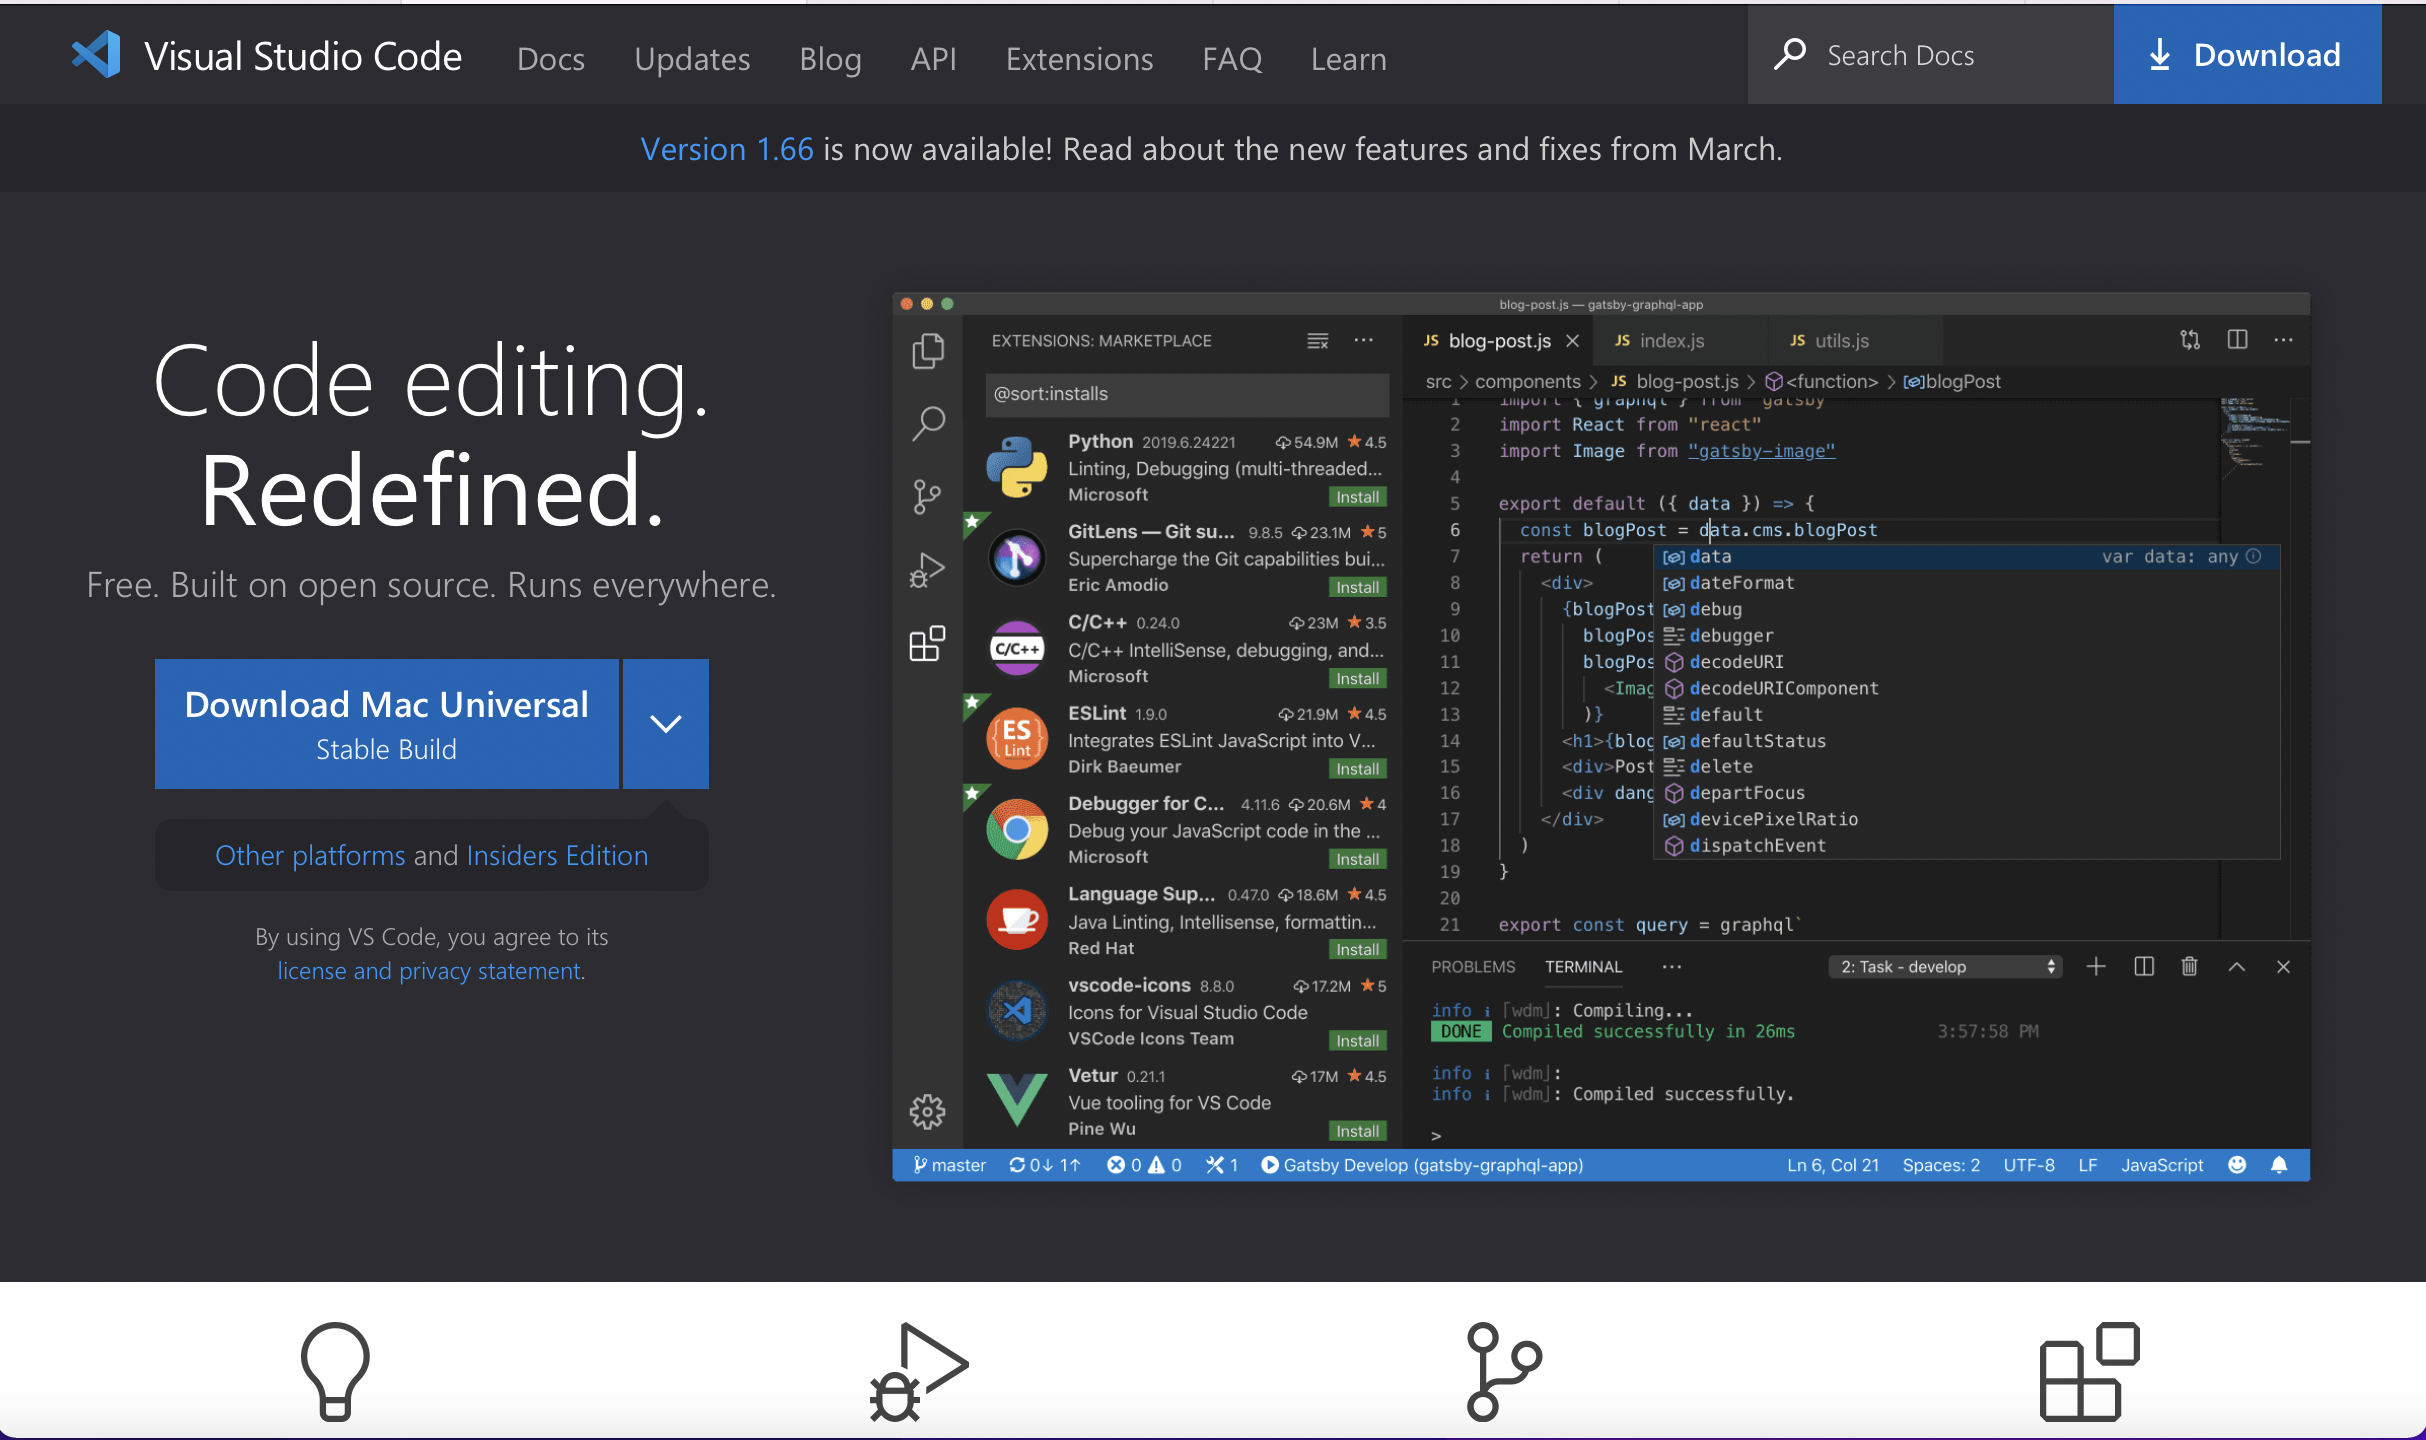 Visual Studio Code Docs Updates Blog API Extensions FAQ Learn Search Docs Download
Version 1.66 is now available! Read about the new features and fixes from March.
Code editing.
Redefined.
Free. Built on open source. Runs everywhere.
Download Mac Universal
Stable Build
Other platforms and Insiders Edition
By using VS Code, you agree to its
license and privacy statement.
blog-post.js — gatsby-graphql-app
EXTENSIONS: MARKETPLACE
@sort:installs
Python 2019.6.24221 54.9M 4.5
Linting, Debugging (multi-threaded...
Microsoft Install
GitLens — Git su... 9.8.5 23.1M 5
Supercharge the Git capabilities bui...
Eric Amodio Install
C/C++
C/C++ 0.24.0 23M 3.5
C/C++ IntelliSense, debugging, and...
Microsoft Install
ES
Lint
ESLint 1.9.0 21.9M 4.5
Integrates ESLint JavaScript into V...
Dirk Baeumer Install
Debugger for C... 4.11.6 20.6M 4
Debug your JavaScript code in the ...
Microsoft Install
Language Sup... 0.47.0 18.6M 4.5
Java Linting, Intellisense, formattin...
Red Hat Install
vscode-icons 8.8.0 17.2M 5
Icons for Visual Studio Code
VSCode Icons Team Install
Vetur 0.21.1 17M 4.5
Vue tooling for VS Code
Pine Wu Install
JS blog-post.js JS index.js JS utils.js
src > components > JS blog-post.js > <function> > blogPost
1 import { graphql } from "gatsby"
2 import React from "react"
3 import Image from "gatsby-image"
4
5 export default ({ data }) => {
6 const blogPost = data.cms.blogPost
7 return (
8 <div>
9 {blogPost
10 blogPos
11 blogPos
12 <Imag
13 )}
14 <h1>{blog
15 <div>Post
16 <div dang
17 </div>
18 )
19 }
20
21 export const query = graphql`
data var data: any
dateFormat
debug
debugger
decodeURI
decodeURIComponent
default
defaultStatus
delete
departFocus
devicePixelRatio
dispatchEvent
PROBLEMS TERMINAL ... 2: Task - develop
info i ｢wdm｣: Compiling...
DONE Compiled successfully in 26ms 3:57:58 PM
info i ｢wdm｣:
info i ｢wdm｣: Compiled successfully.
>
master 0↓ 1↑ 0 0 1 Gatsby Develop (gatsby-graphql-app) Ln 6, Col 21 Spaces: 2 UTF-8 LF JavaScript